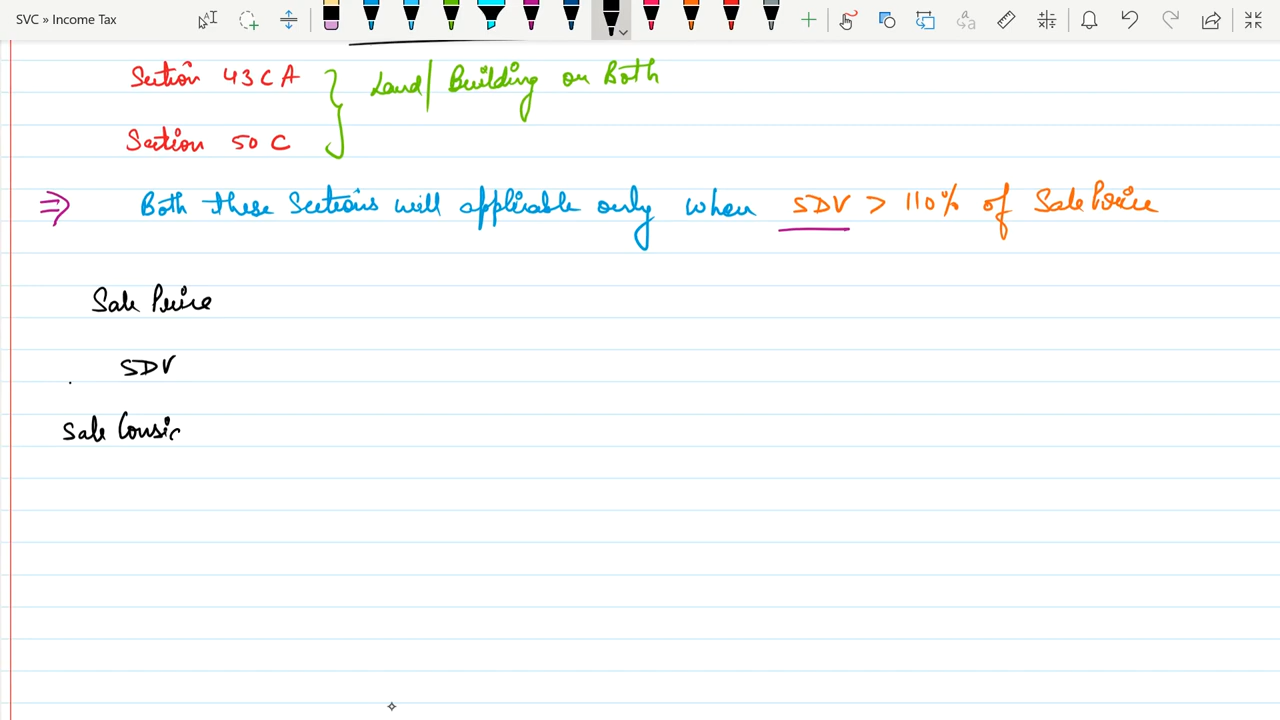 SVC » Income Tax
Section 43CA
Land/Building or Both
Section 50C
⇒ Both these Sections will applicable only when SDV > 110% of Sale Price
Sale Price
SDV
Sale Consic